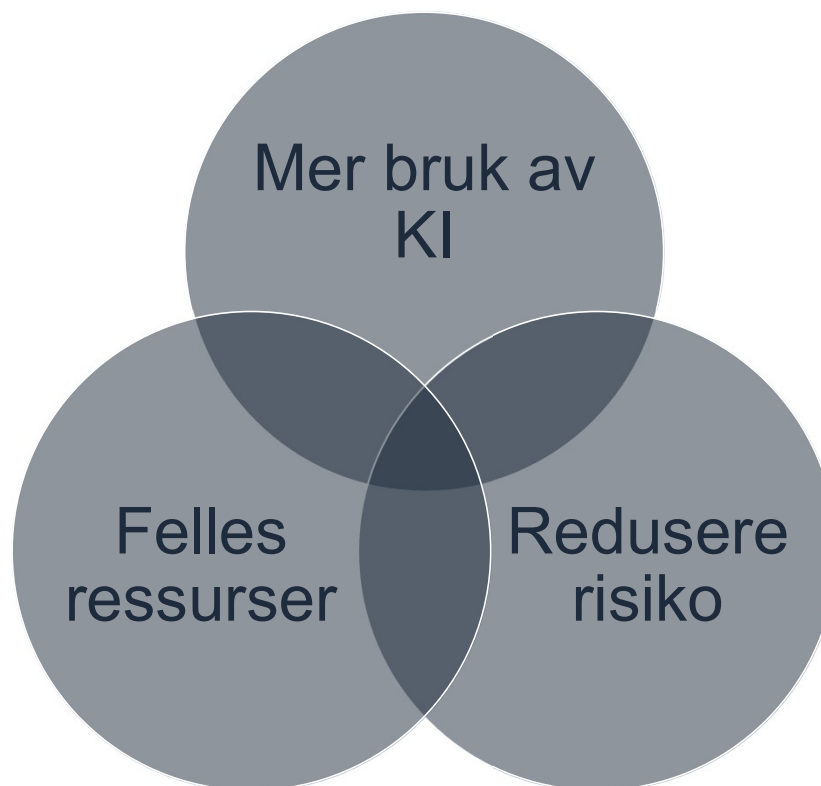 Mer bruk av
KI
Felles
ressurser
Redusere
risiko